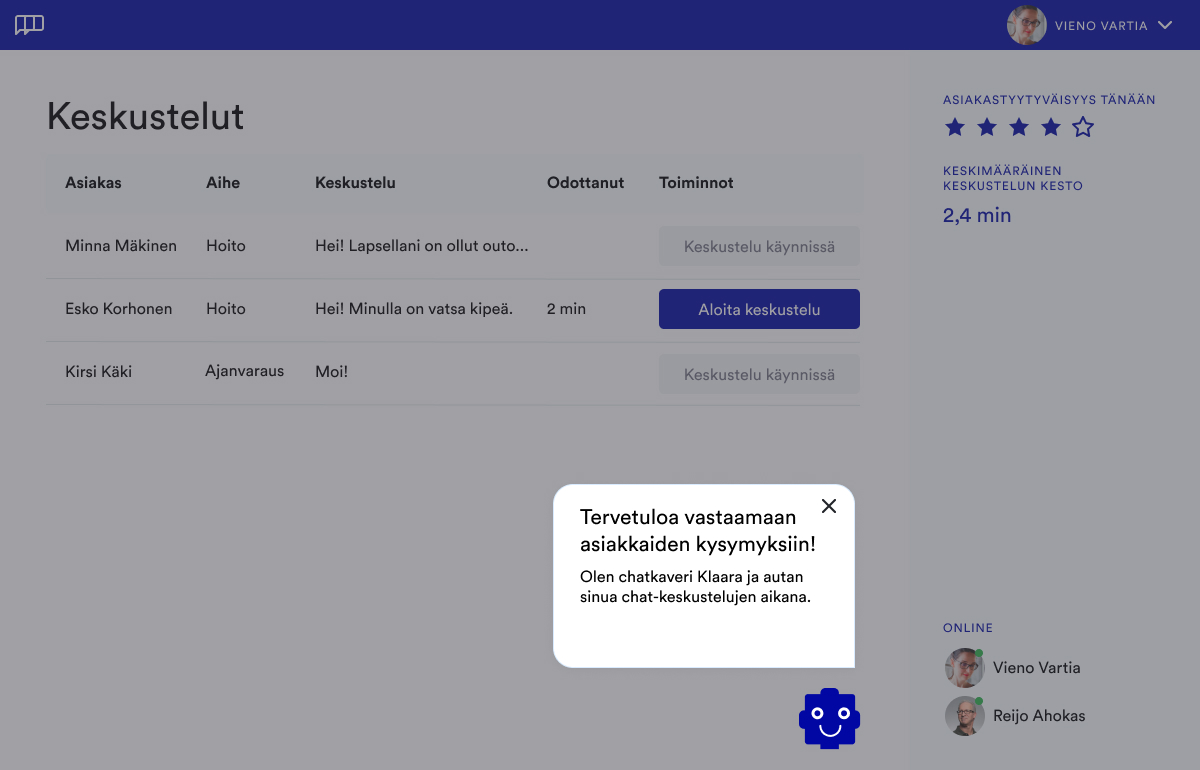 VIENO VARTIA
Keskustelut
Asiakas Aihe Keskustelu Odottanut Toiminnot
Minna Mäkinen Hoito Hei! Lapsellani on ollut outo... Keskustelu käynnissä
Esko Korhonen Hoito Hei! Minulla on vatsa kipeä. 2 min Aloita keskustelu
Kirsi Käki Ajanvaraus Moi! Keskustelu käynnissä
ASIAKASTYYTYVÄISYYS TÄNÄÄN
KESKIMÄÄRÄINEN
KESKUSTELUN KESTO
2,4 min
Tervetuloa vastaamaan
asiakkaiden kysymyksiin!
Olen chatkaveri Klaara ja autan
sinua chat-keskustelujen aikana.
ONLINE
Vieno Vartia
Reijo Ahokas